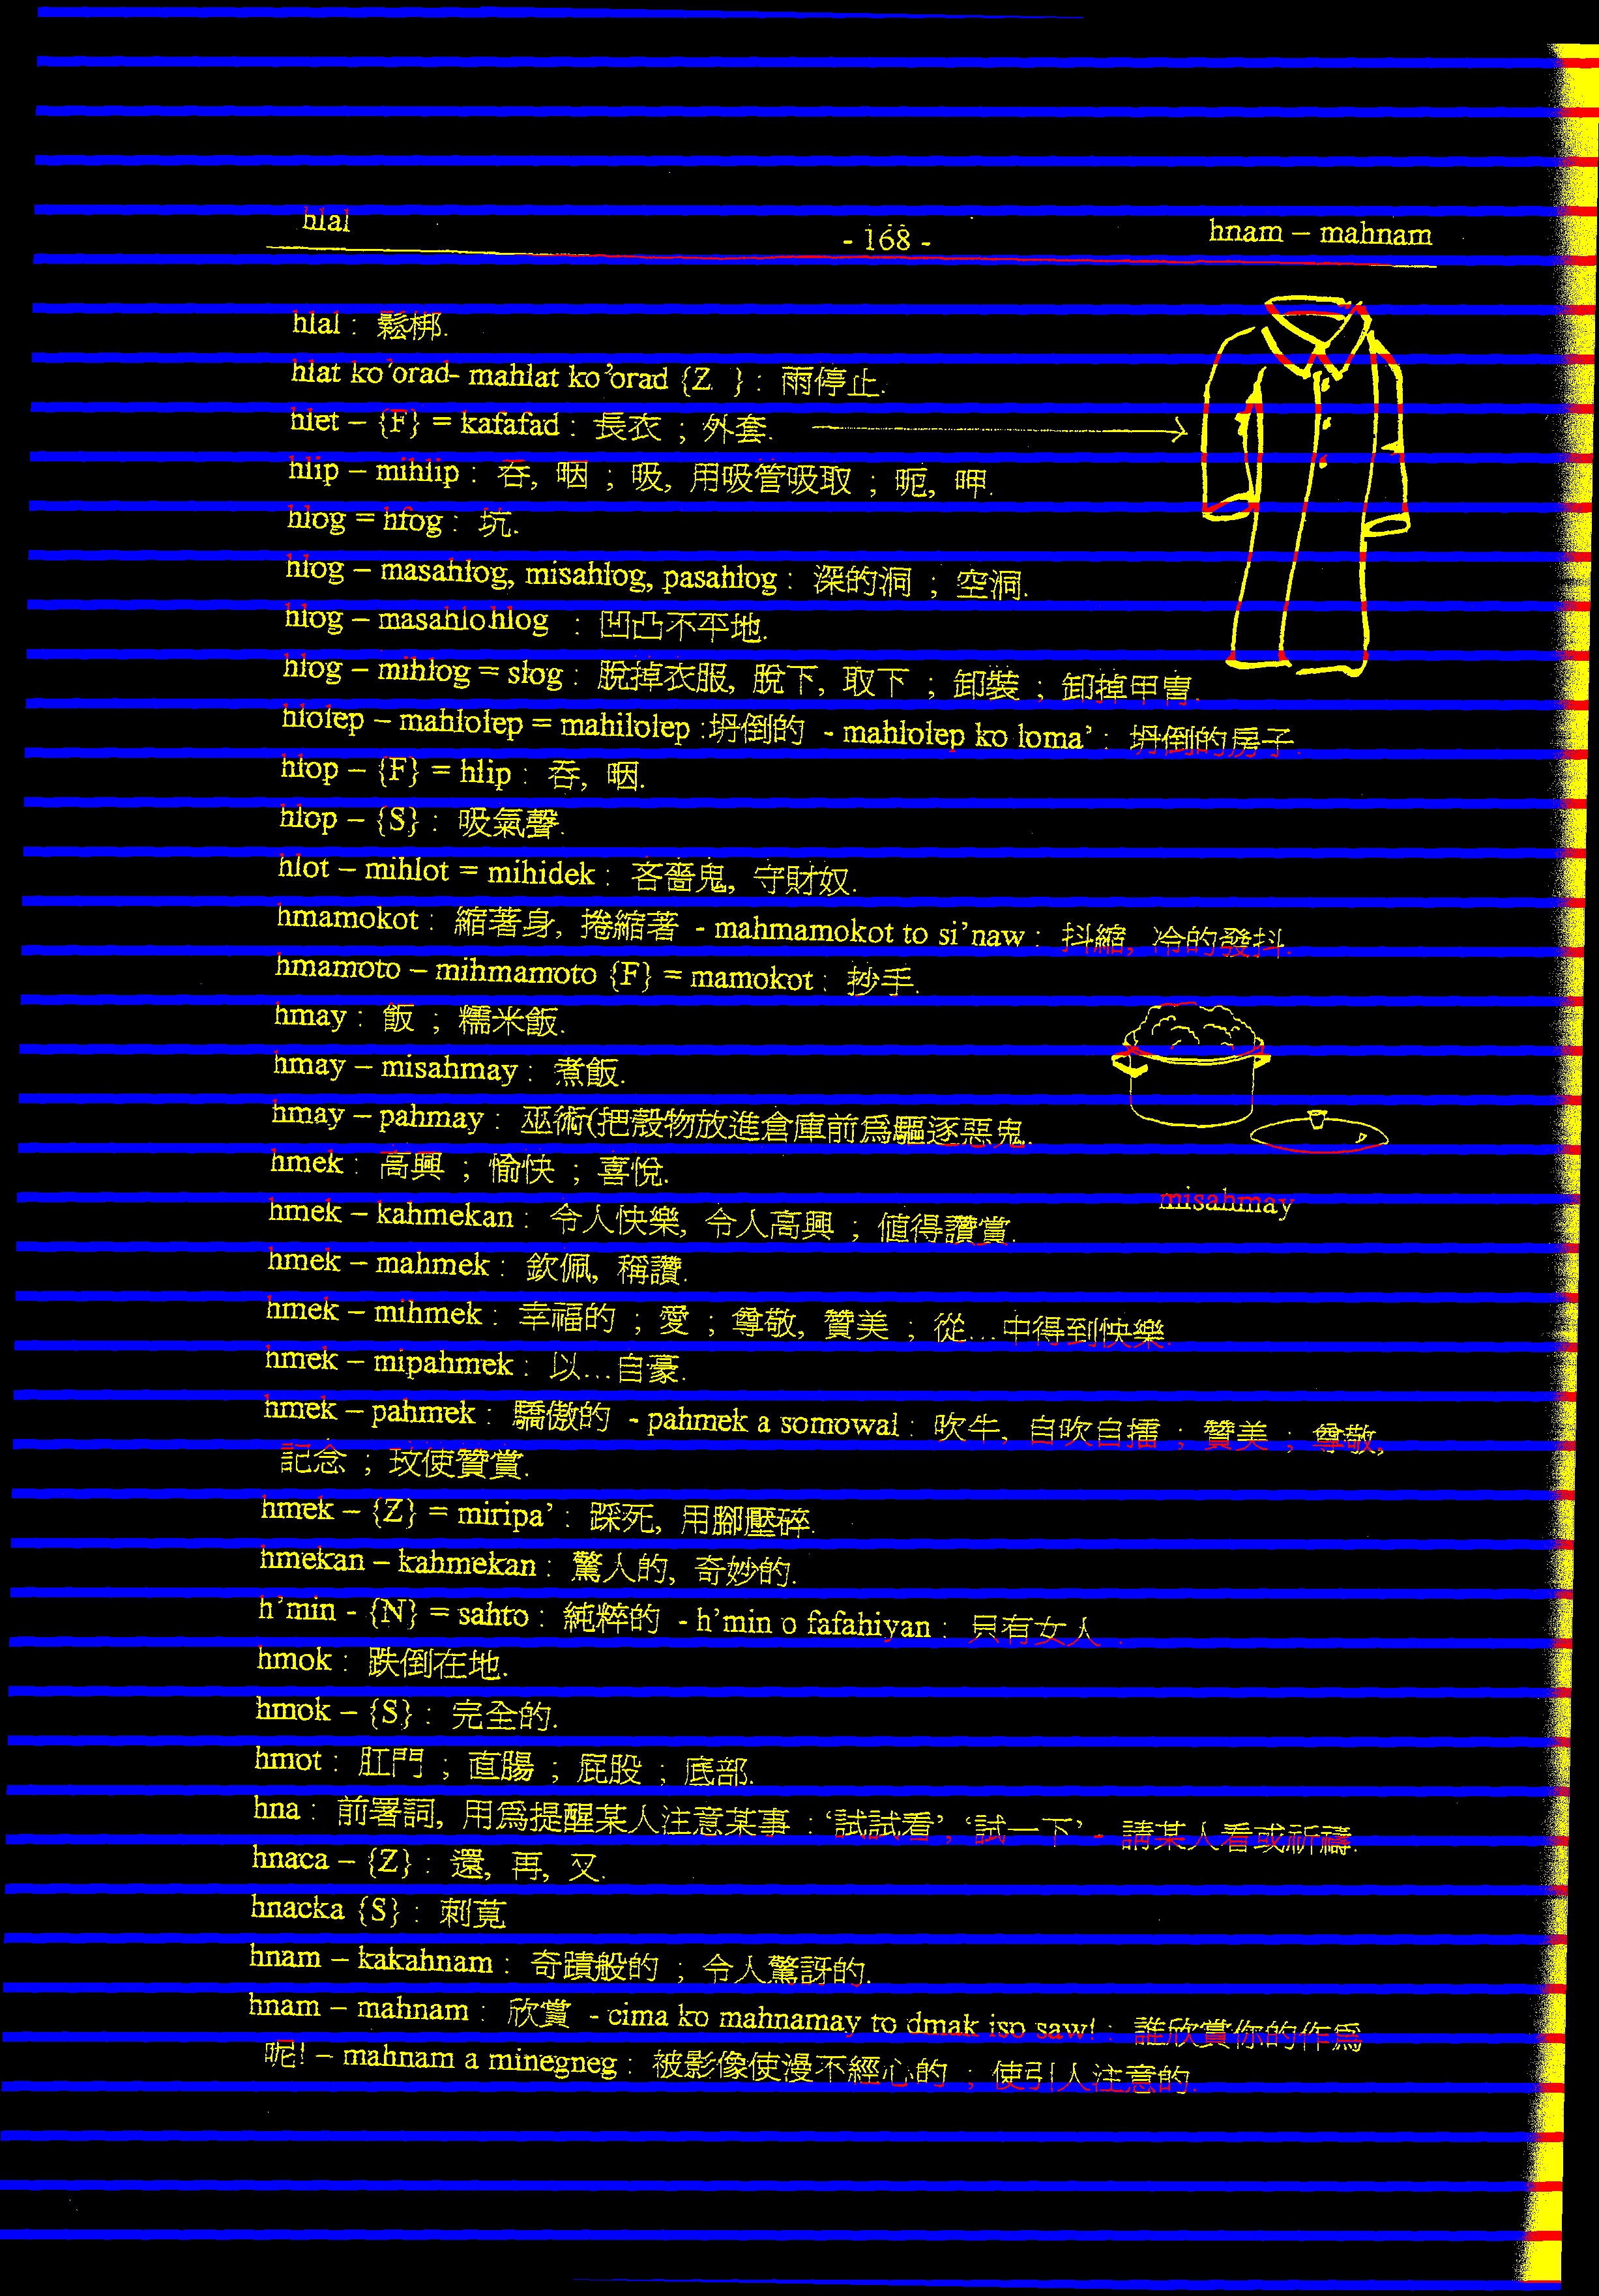 hlal - 168 - hnam – mahnam
hlal : 鬆梆.
hlat ko'orad- mahlat ko'orad {Z } : 雨停止.
hlet – {F} = kafafad : 長衣 ; 外套.
hlip – mihlip : 吞, 咽 ; 吸, 用吸管吸取 ; 呃, 呷.
hlog = hfog : 坑.
hlog – masahlog, misahlog, pasahlog : 深的洞 ; 空洞.
hlog – masahlohlog : 凹凸不平地.
hlog – mihlog = slog : 脫掉衣服, 脫下, 取下 ; 卸裝 ; 卸掉甲冑.
hlolep – mahlolep = mahilolep :坍倒的 - mahlolep ko loma’ : 坍倒的房子.
hlop – {F} = hlip : 吞, 咽.
hlop – {S} : 吸氣聲.
hlot – mihlot = mihidek : 吝嗇鬼, 守財奴.
hmamokot : 縮著身, 捲縮著 - mahmamokot to si’naw : 抖縮, 冷的發抖.
hmamoto – mihmamoto {F} = mamokot : 抄手.
hmay : 飯 ; 糯米飯.
hmay – misahmay : 煮飯.
hmay – pahmay : 巫術(把穀物放進倉庫前爲驅逐惡鬼.
hmek : 高興 ; 愉快 ; 喜悅.
misahmay
hmek – kahmekan : 令人快樂, 令人高興 ; 值得讚賞.
hmek – mahmek : 欽佩, 稱讚.
hmek – mihmek : 幸福的 ; 愛 ; 尊敬, 贊美 ; 從…中得到快樂.
hmek – mipahmek : 以…自豪.
hmek – pahmek : 驕傲的 - pahmek a somowal : 吹牛, 自吹自擂 ; 贊美 ; 尊敬,
記念 ; 玫使贊賞.
hmek – {Z} = miripa’ : 踩死, 用腳壓碎.
hmekan – kahmekan : 驚人的, 奇妙的.
h’min - {N} = sahto : 純粹的 - h’min o fafahiyan : 只有女人 .
hmok : 跌倒在地.
hmok – {S} : 完全的.
hmot : 肛門 ; 直腸 ; 屁股 ; 底部.
hna : 前署詞, 用爲提醒某人注意某事 : ‘試試看’, ‘試一下’ - 請某人看或祈禱.
hnaca – {Z} : 還, 再, 又.
hnacka {S} : 刺莧
hnam – kakahnam : 奇蹟般的 ; 令人驚訝的.
hnam – mahnam : 欣賞 - cima ko mahnamay to dmak iso saw! : 誰欣賞你的作爲
呢! – mahnam a minegneg : 被影像使漫不經心的 ; 使引人注意的.